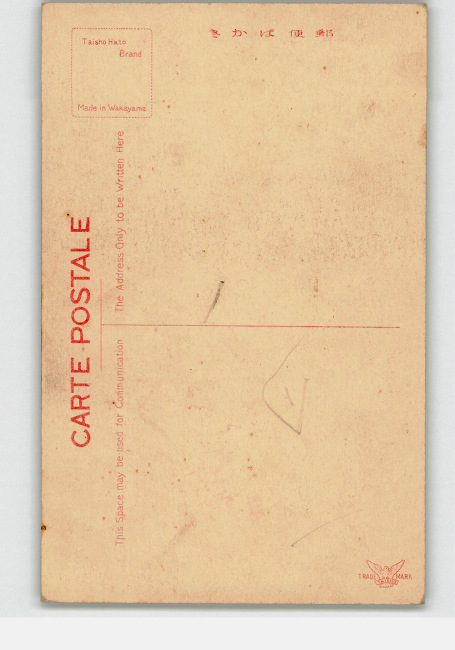 きかは便郵
Taisho Hato
Brand
Made in Wakayama
CARTE POSTALE
The Address Only to be Written Here
This Space may be used for Communication
TRADE MARK